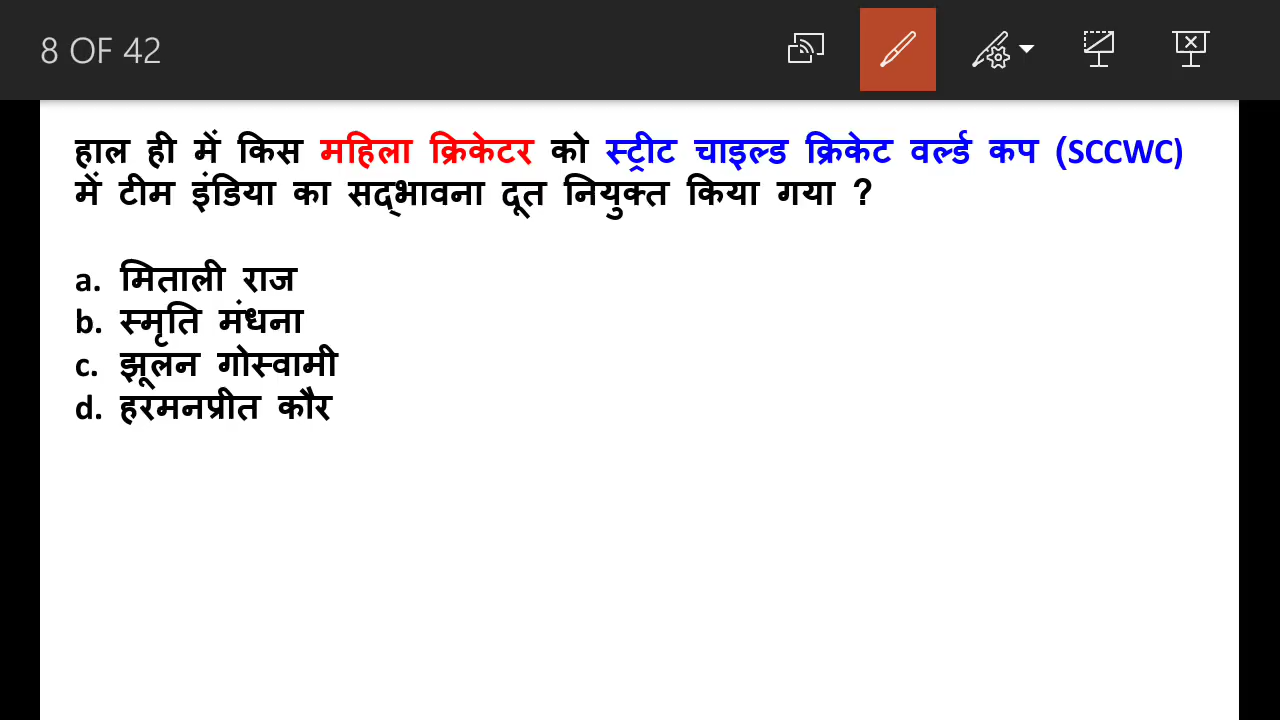 8 OF 42
हाल ही में किस महिला क्रिकेटर को स्ट्रीट चाइल्ड क्रिकेट वर्ल्ड कप (SCCWC)
में टीम इंडिया का सद्भावना दूत नियुक्त किया गया ?
a. मिताली राज
b. स्मृति मंधना
c. झूलन गोस्वामी
d. हरमनप्रीत कौर